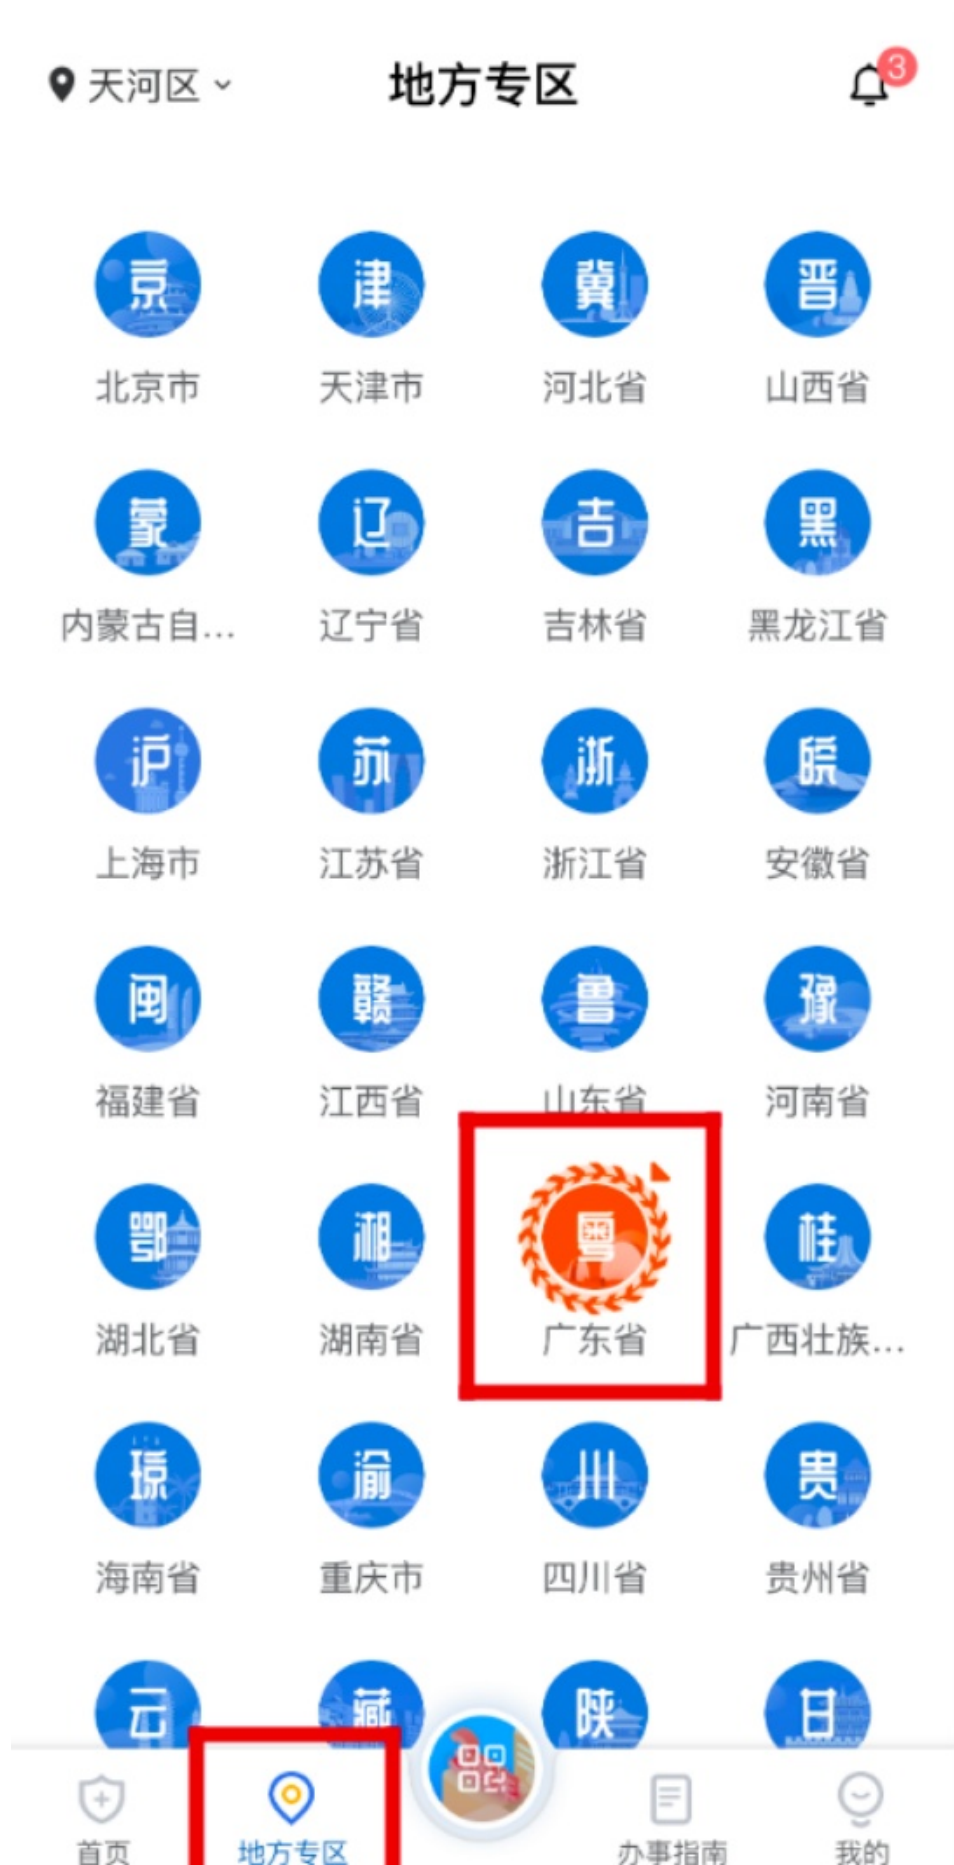 天河区
地方专区
3
京 津 冀 晋
北京市 天津市 河北省 山西省
蒙 辽 吉 黑
内蒙古自... 辽宁省 吉林省 黑龙江省
沪 苏 浙 皖
上海市 江苏省 浙江省 安徽省
闽 赣 鲁 豫
福建省 江西省 山东省 河南省
鄂 湘 粤 桂
湖北省 湖南省 广东省 广西壮族...
琼 渝 川 贵
海南省 重庆市 四川省 贵州省
云 藏 陕 甘
首页 地方专区 办事指南 我的